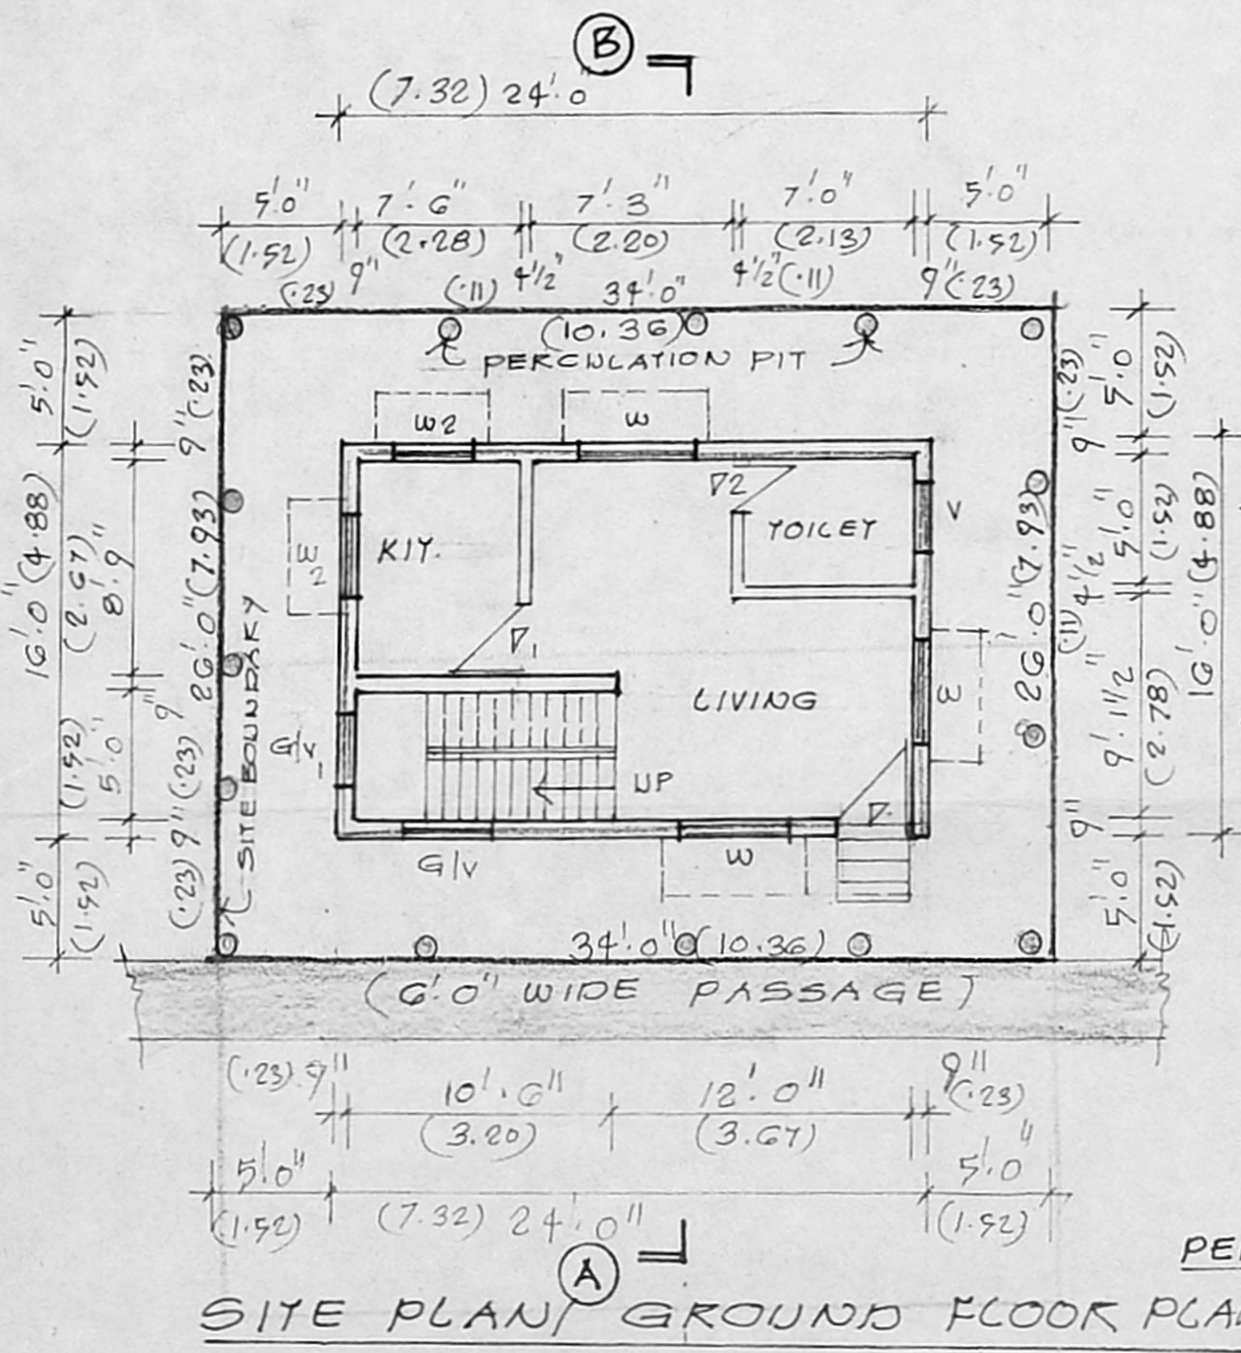 B
(7.32) 24'.0"
5'.0" 7'.6" 7'.3" 7'.0" 5'.0"
(1.52) (2.28) (2.20) (2.13) (1.52)
(.23) 9" (.11) 4½" 34'.0" 4½" (.11) 9" (.23)
(10.36)
PERCULATION PIT
W2 W
5'.0"
(1.52)
9" (.23)
16'.0" (4.88)
(2.67)
8'.9"
26'.0" (7.93)
(1.52)
5'.0"
9"
(.23) 9" (.23)
5'.0"
(1.52)
SITE BOUNDARY
W2
KIT.
D2
TOILET
V
D1
LIVING
W
G/V1
UP
D
G/V
W
(.23)
9"
5'.0"
(1.52)
26'.0" (7.93)
(.11) 4½"
5'.0"
(1.52)
16'.0" (4.88)
9'.1½"
(2.78)
9"
5'.0"
(1.52)
34'.0" (10.36)
(6'.0" WIDE PASSAGE)
(.23) 9" 10'.6" 12'.0" 9"
(3.20) (3.67) (.23)
5'.0" 5'.0"
(1.52) (7.32) 24'.0" (1.52)
A
PE
SITE PLAN/ GROUND FLOOR PLA